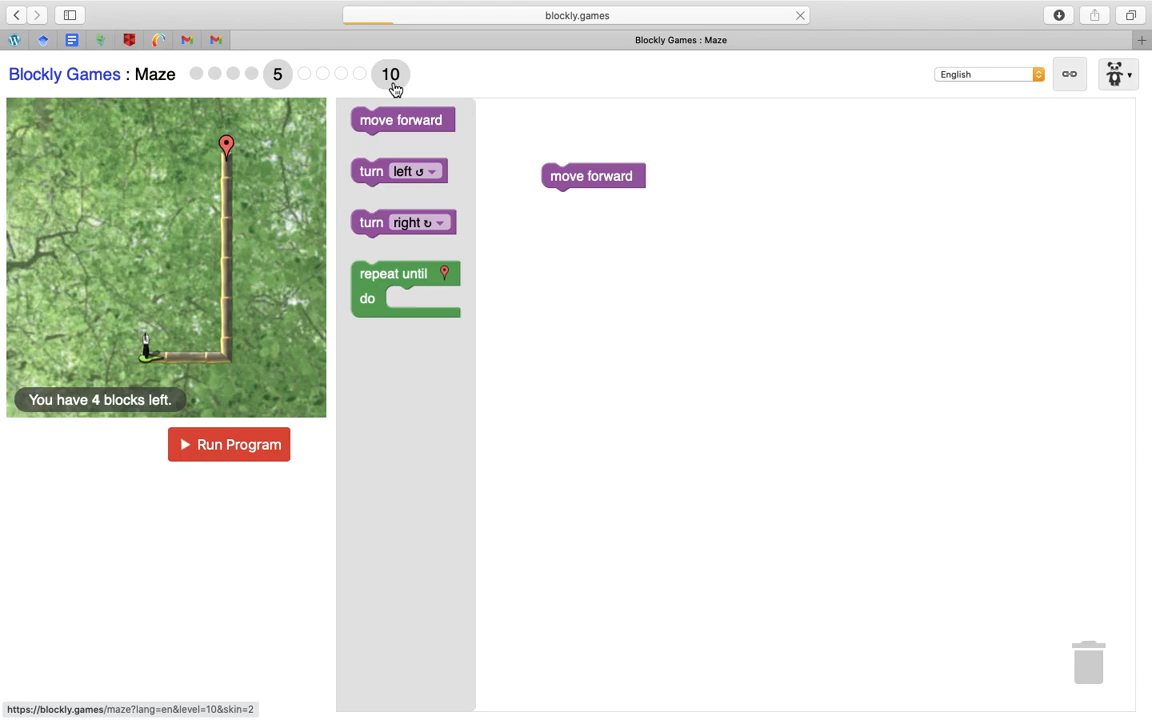 blockly.games
Blockly Games : Maze
Blockly Games : Maze 5 10
English
move forward
turn left ↺
turn right ↻
repeat until
do
move forward
You have 4 blocks left.
Run Program
https://blockly.games/maze?lang=en&level=10&skin=2